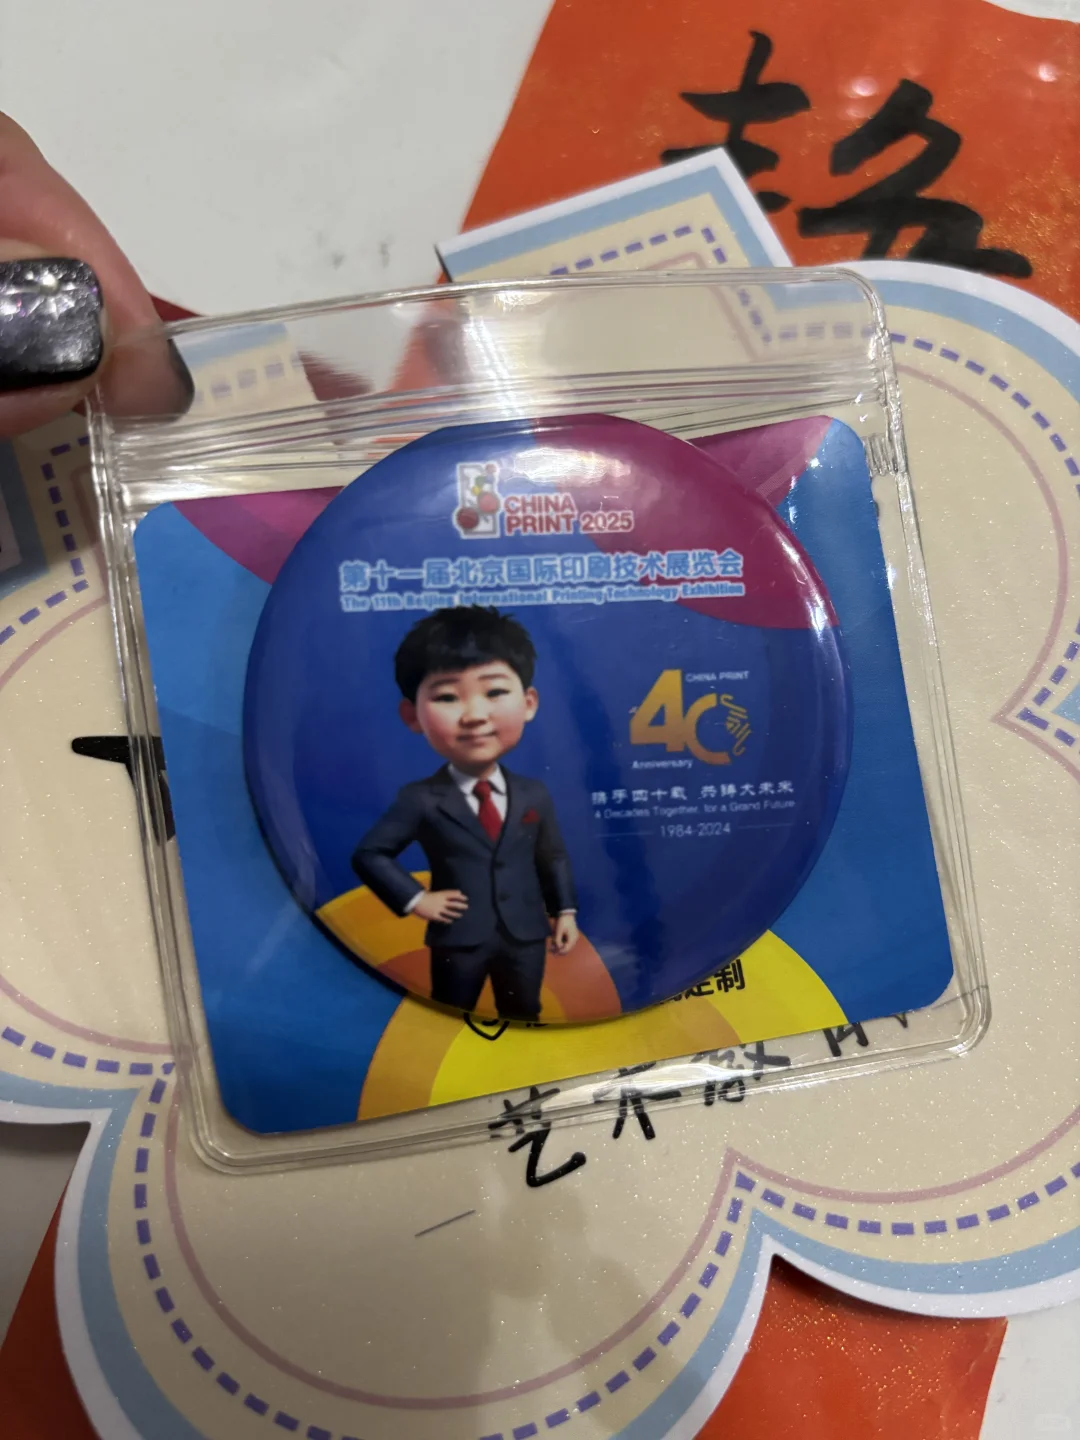 CHINA
PRINT 2025
第十一届北京国际印刷技术展览会
The 11th Beijing International Printing Technology Exhibition
CHINA PRINT
40
Anniversary
携手四十载 共铸大未来
4 Decades Together, for a Grand Future
1984-2024
定制
艺术